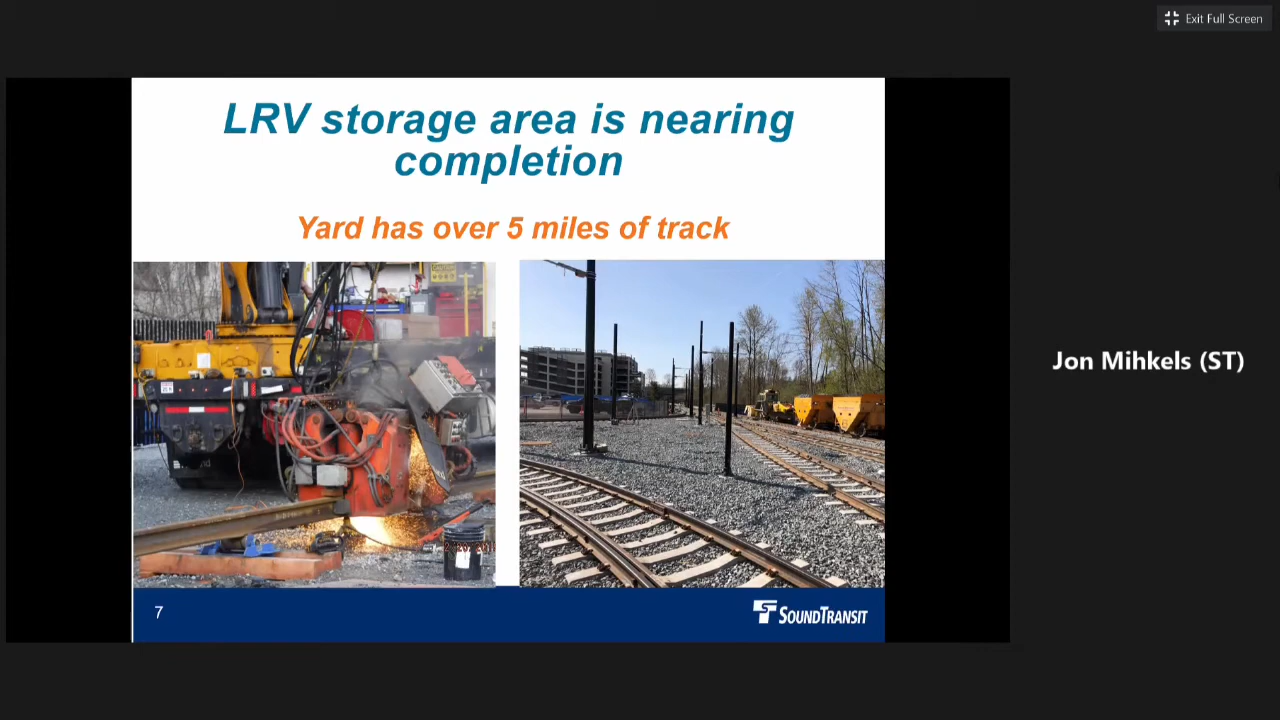 Exit Full Screen
LRV storage area is nearing
completion
Yard has over 5 miles of track
Jon Mihkels (ST)
7
SOUNDTRANSIT